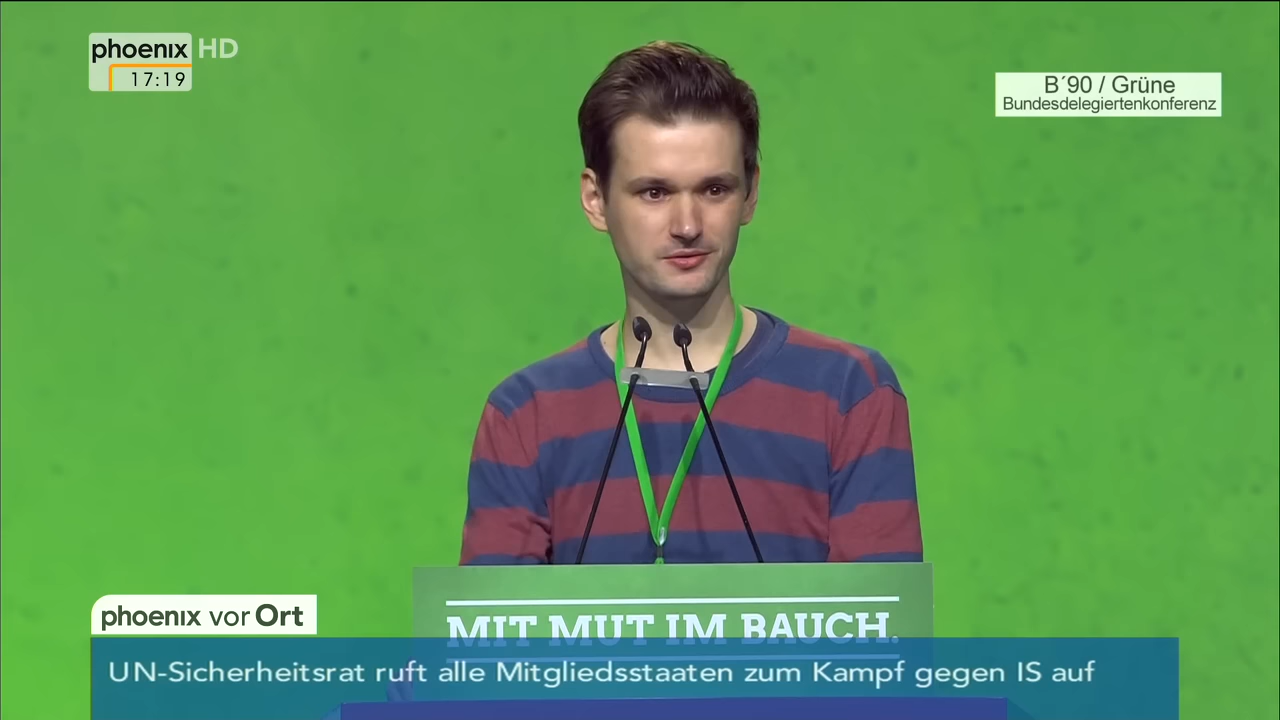 phoenix HD
17:19
B´90 / Grüne
Bundesdelegiertenkonferenz
phoenix vor Ort
MIT MUT IM BAUCH.
UN-Sicherheitsrat ruft alle Mitgliedsstaaten zum Kampf gegen IS auf